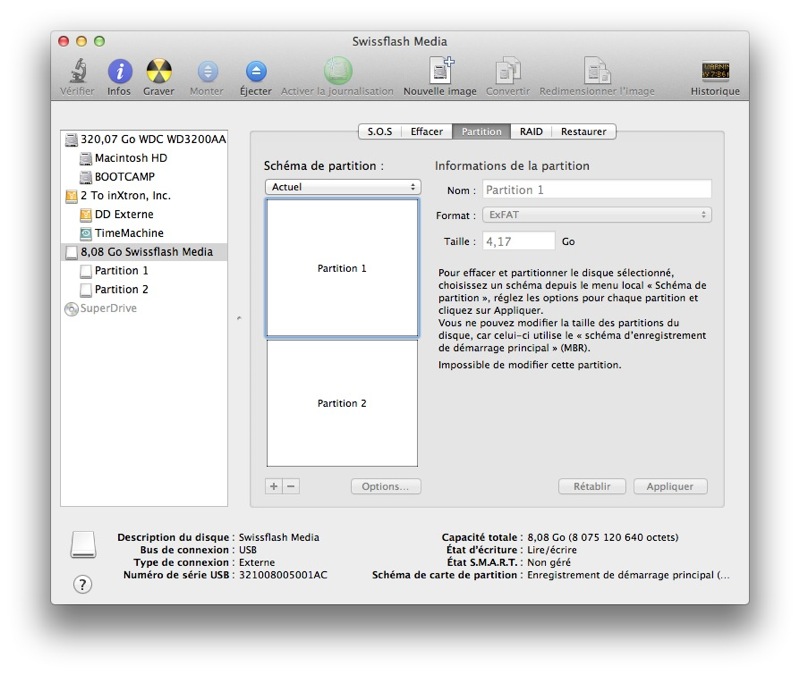 Swissflash Media
Vérifier Infos Graver Monter Éjecter Activer la journalisation Nouvelle image Convertir Redimensionner l'image Historique
320,07 Go WDC WD3200AA
Macintosh HD
BOOTCAMP
2 To inXtron, Inc.
DD Externe
TimeMachine
8,08 Go Swissflash Media
Partition 1
Partition 2
SuperDrive
S.O.S Effacer Partition RAID Restaurer
Schéma de partition :
Actuel
Partition 1
Partition 2
+ −
Options...
Informations de la partition
Nom : Partition 1
Format : ExFAT
Taille : 4,17 Go
Pour effacer et partitionner le disque sélectionné,
choisissez un schéma depuis le menu local « Schéma de
partition », réglez les options pour chaque partition et
cliquez sur Appliquer.
Vous ne pouvez modifier la taille des partitions du
disque, car celui-ci utilise le « schéma d'enregistrement
de démarrage principal » (MBR).
Impossible de modifier cette partition.
Rétablir Appliquer
Description du disque : Swissflash Media
Bus de connexion : USB
Type de connexion : Externe
Numéro de série USB : 321008005001AC
Capacité totale : 8,08 Go (8 075 120 640 octets)
État d'écriture : Lire/écrire
État S.M.A.R.T. : Non géré
Schéma de carte de partition : Enregistrement de démarrage principal (...
?